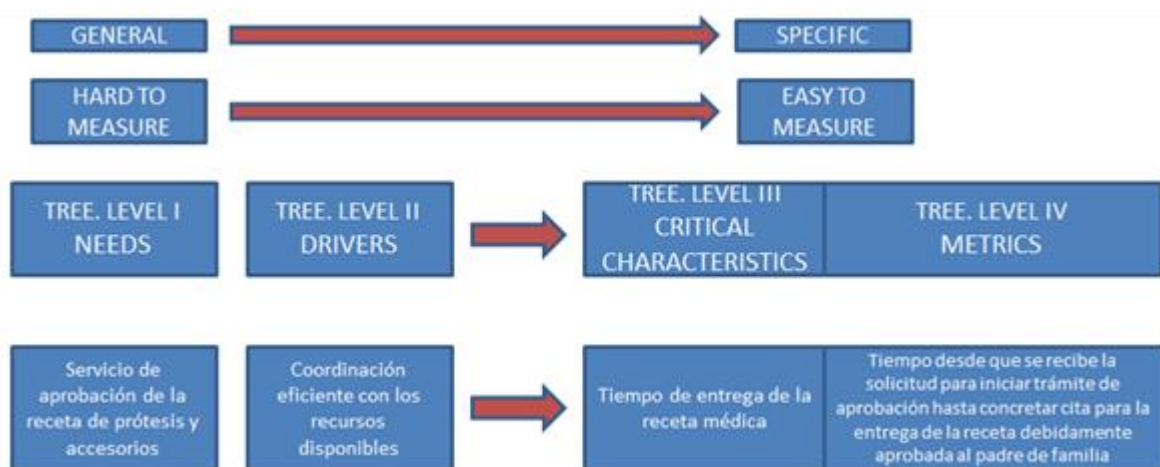 GENERAL
SPECIFIC
HARD TO
MEASURE
EASY TO
MEASURE
TREE. LEVEL I
NEEDS
TREE. LEVEL II
DRIVERS
TREE. LEVEL III
CRITICAL
CHARACTERISTICS
TREE. LEVEL IV
METRICS
Servicio de
aprobación de la
receta de prótesis y
accesorios
Coordinación
eficiente con los
recursos
disponibles
Tiempo de entrega de la
receta médica
Tiempo desde que se recibe la
solicitud para iniciar trámite de
aprobación hasta concretar cita para la
entrega de la receta debidamente
aprobada al padre de familia